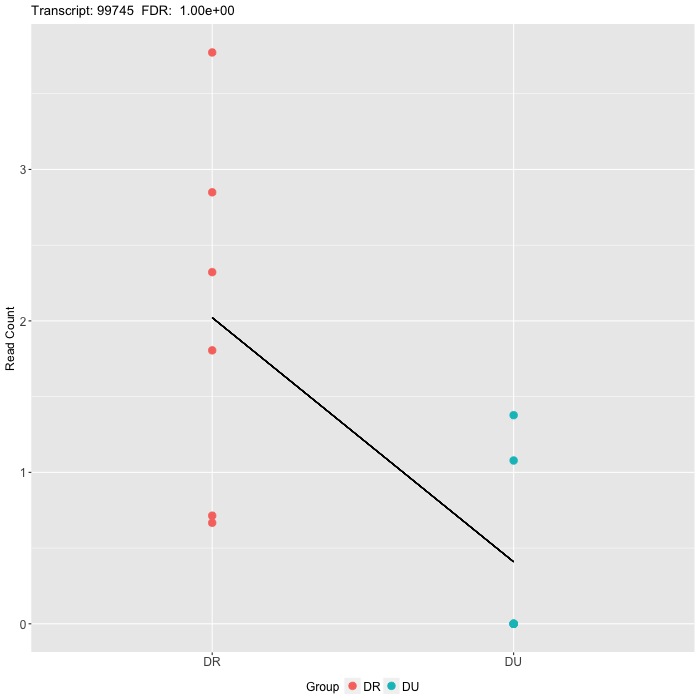 Transcript: 99745  FDR:  1.00e+00
Read Count
3
2
1
0
DR
DU
Group DR DU